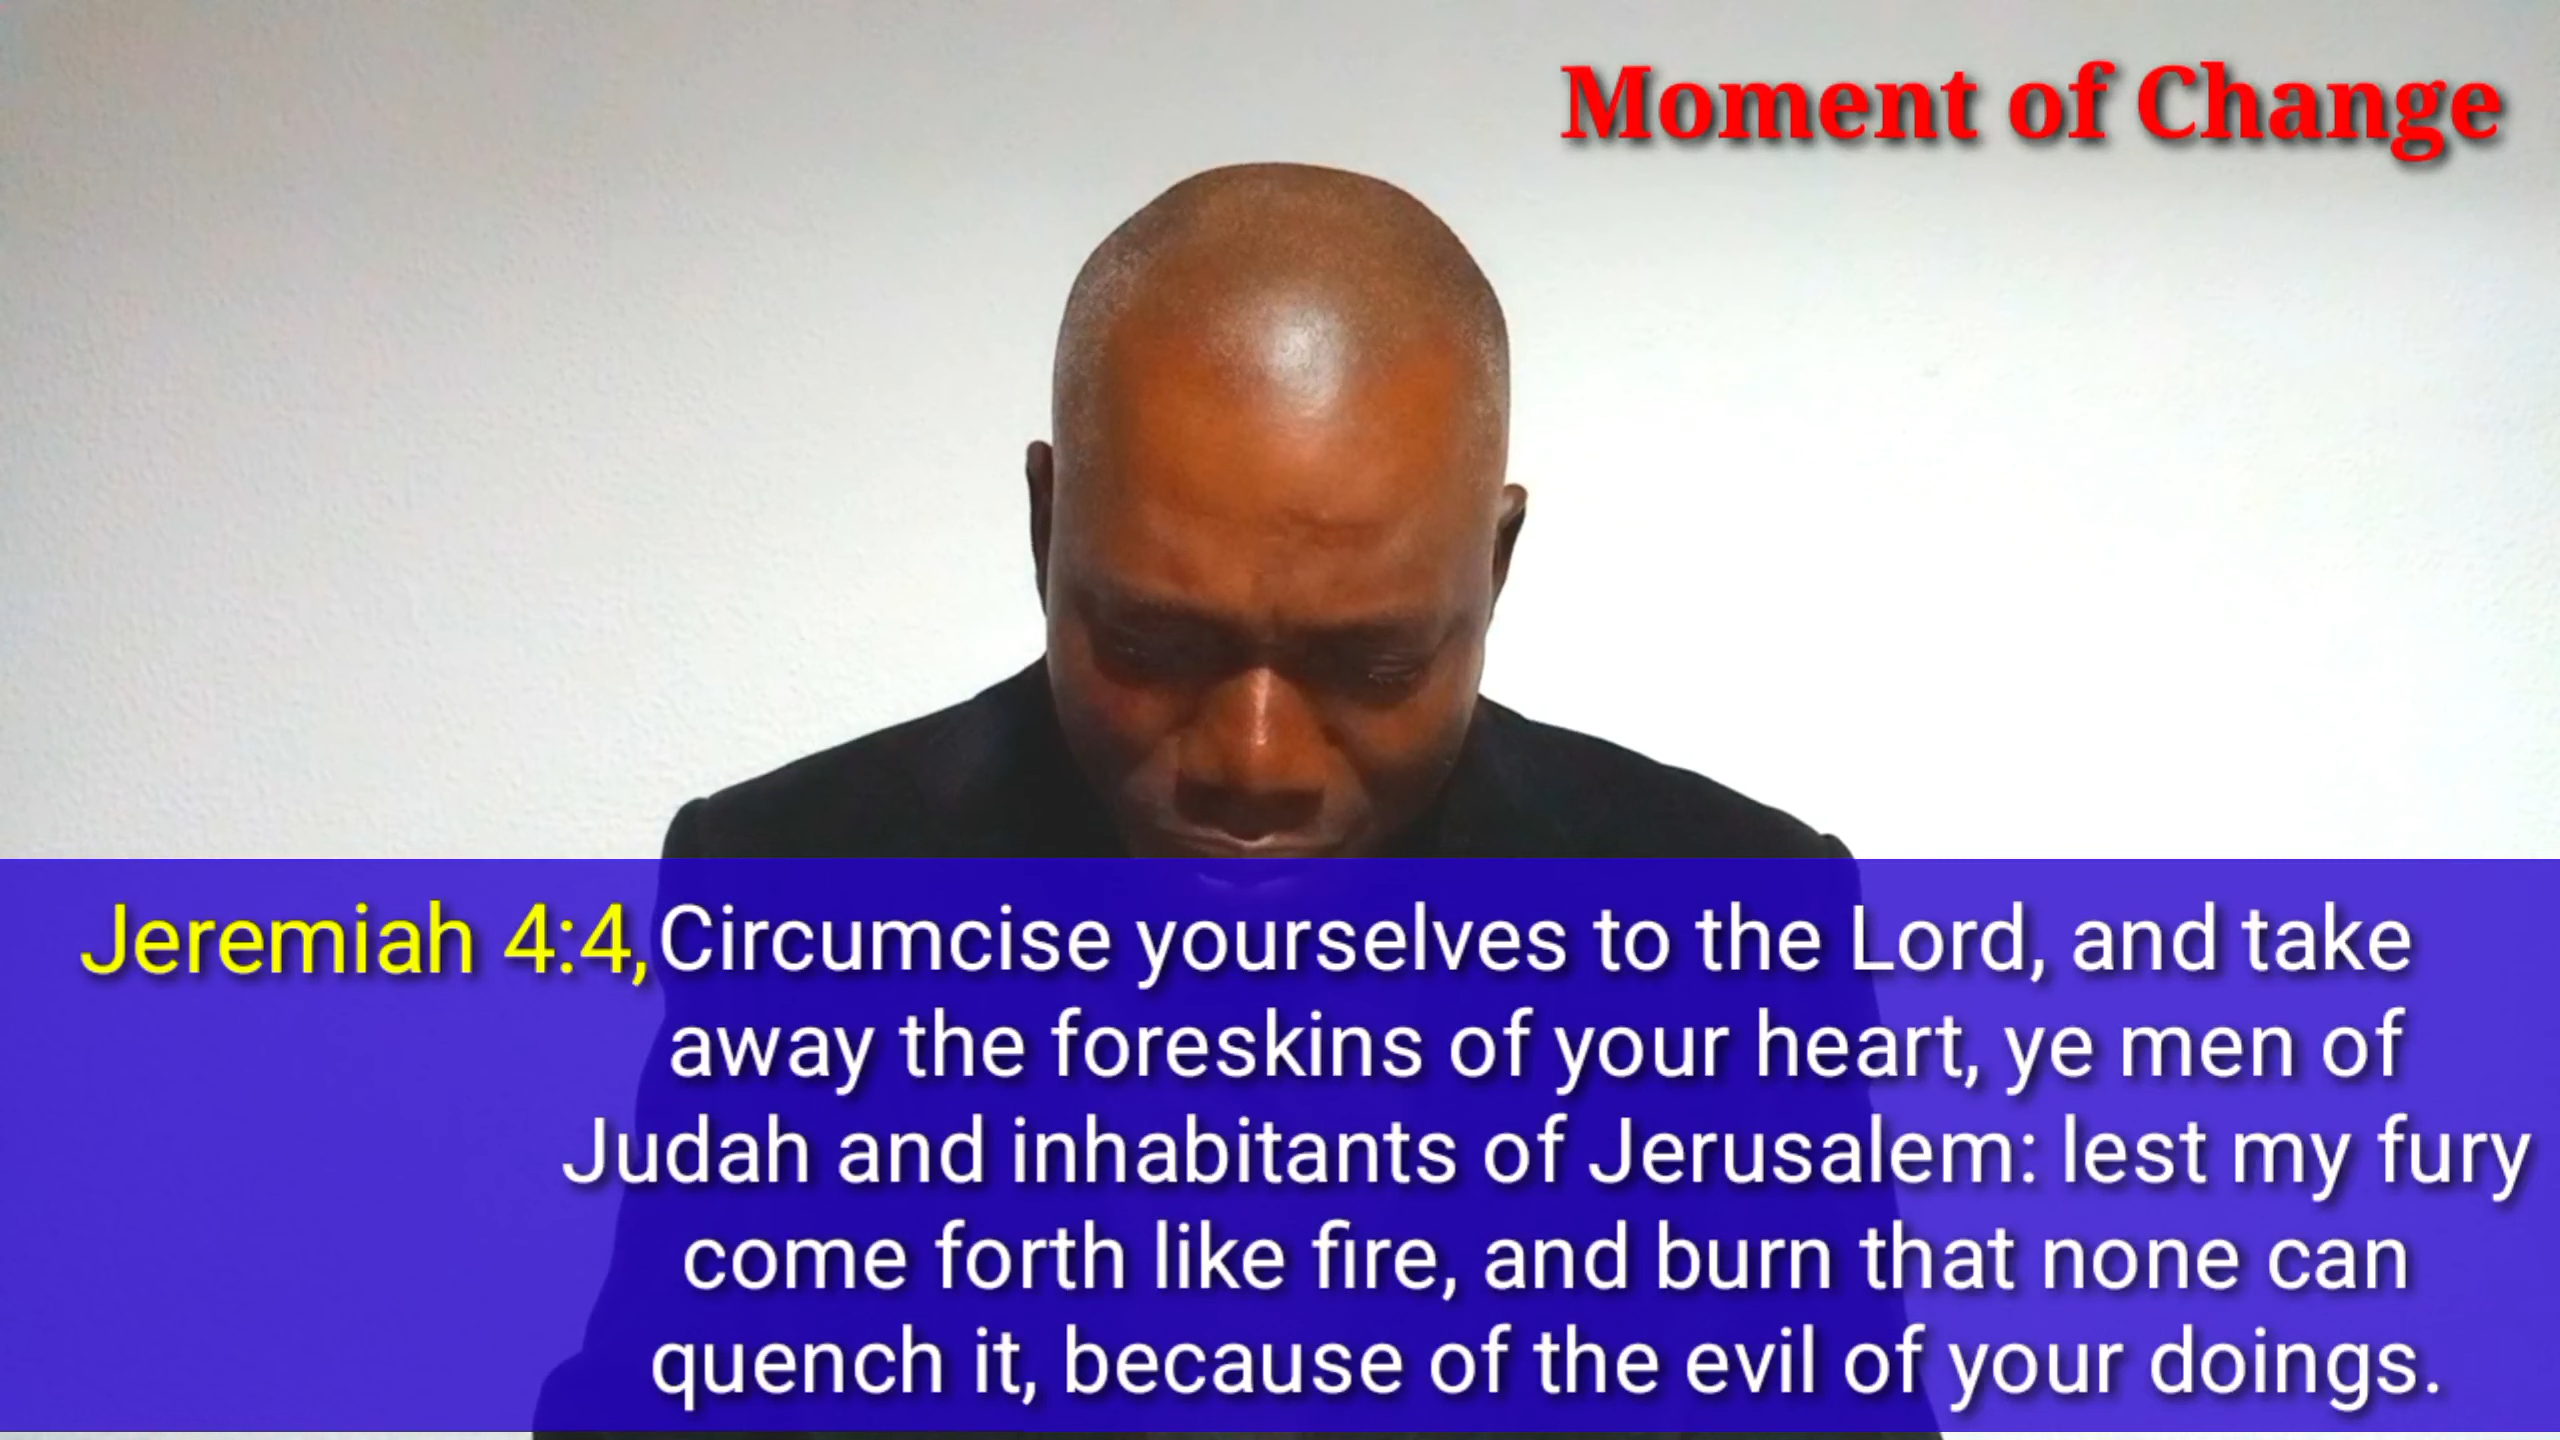 Moment of Change
Jeremiah 4:4, Circumcise yourselves to the Lord, and take
away the foreskins of your heart, ye men of
Judah and inhabitants of Jerusalem: lest my fury
come forth like fire, and burn that none can
quench it, because of the evil of your doings.